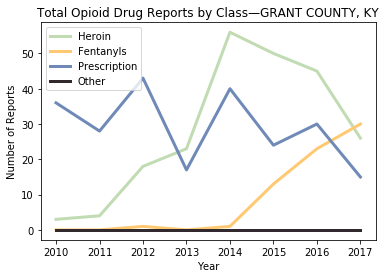 Total Opioid Drug Reports by Class—GRANT COUNTY, KY
Heroin
Fentanyls
Prescription
Other
Number of Reports
50
40
30
20
10
0
2010 2011 2012 2013 2014 2015 2016 2017
Year